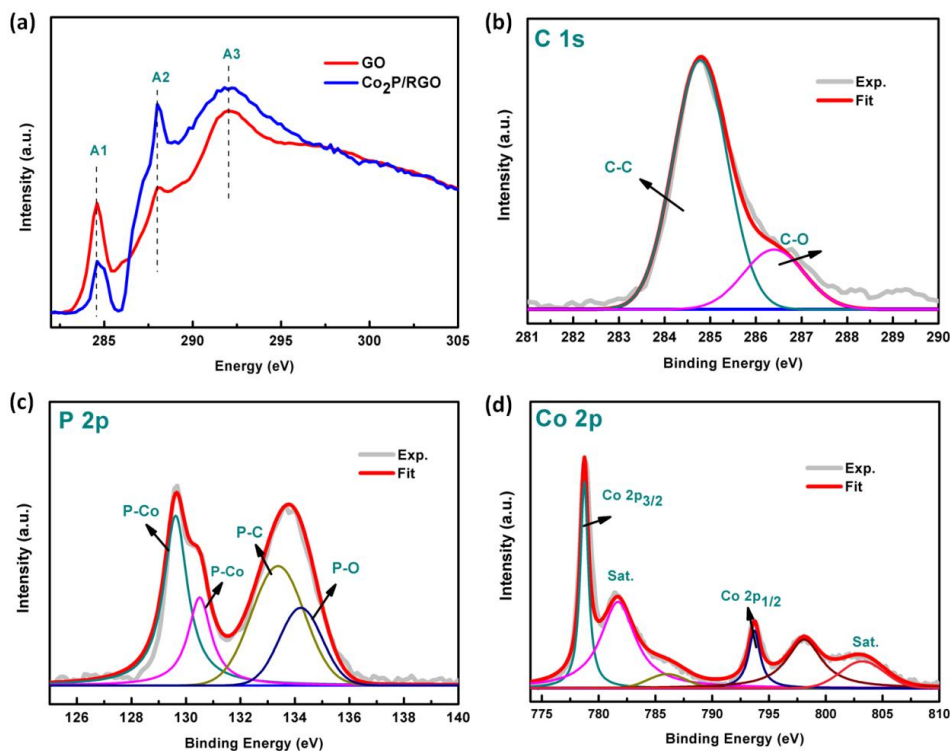 (a)
A1
A2
A3
GO
Co2P/RGO
Intensity (a.u.)
285 290 295 300 305
Energy (eV)
(b)
C 1s
Exp.
Fit
C-C
C-O
Intensity (a.u.)
281 282 283 284 285 286 287 288 289 290
Binding Energy (eV)
(c)
P 2p
Exp.
Fit
P-Co
P-Co
P-C
P-O
Intensity (a.u.)
126 128 130 132 134 136 138 140
Binding Energy (eV)
(d)
Co 2p
Exp.
Fit
Co 2p3/2
Sat.
Co 2p1/2
Sat.
Intensity (a.u.)
775 780 785 790 795 800 805 810
Binding Energy (eV)